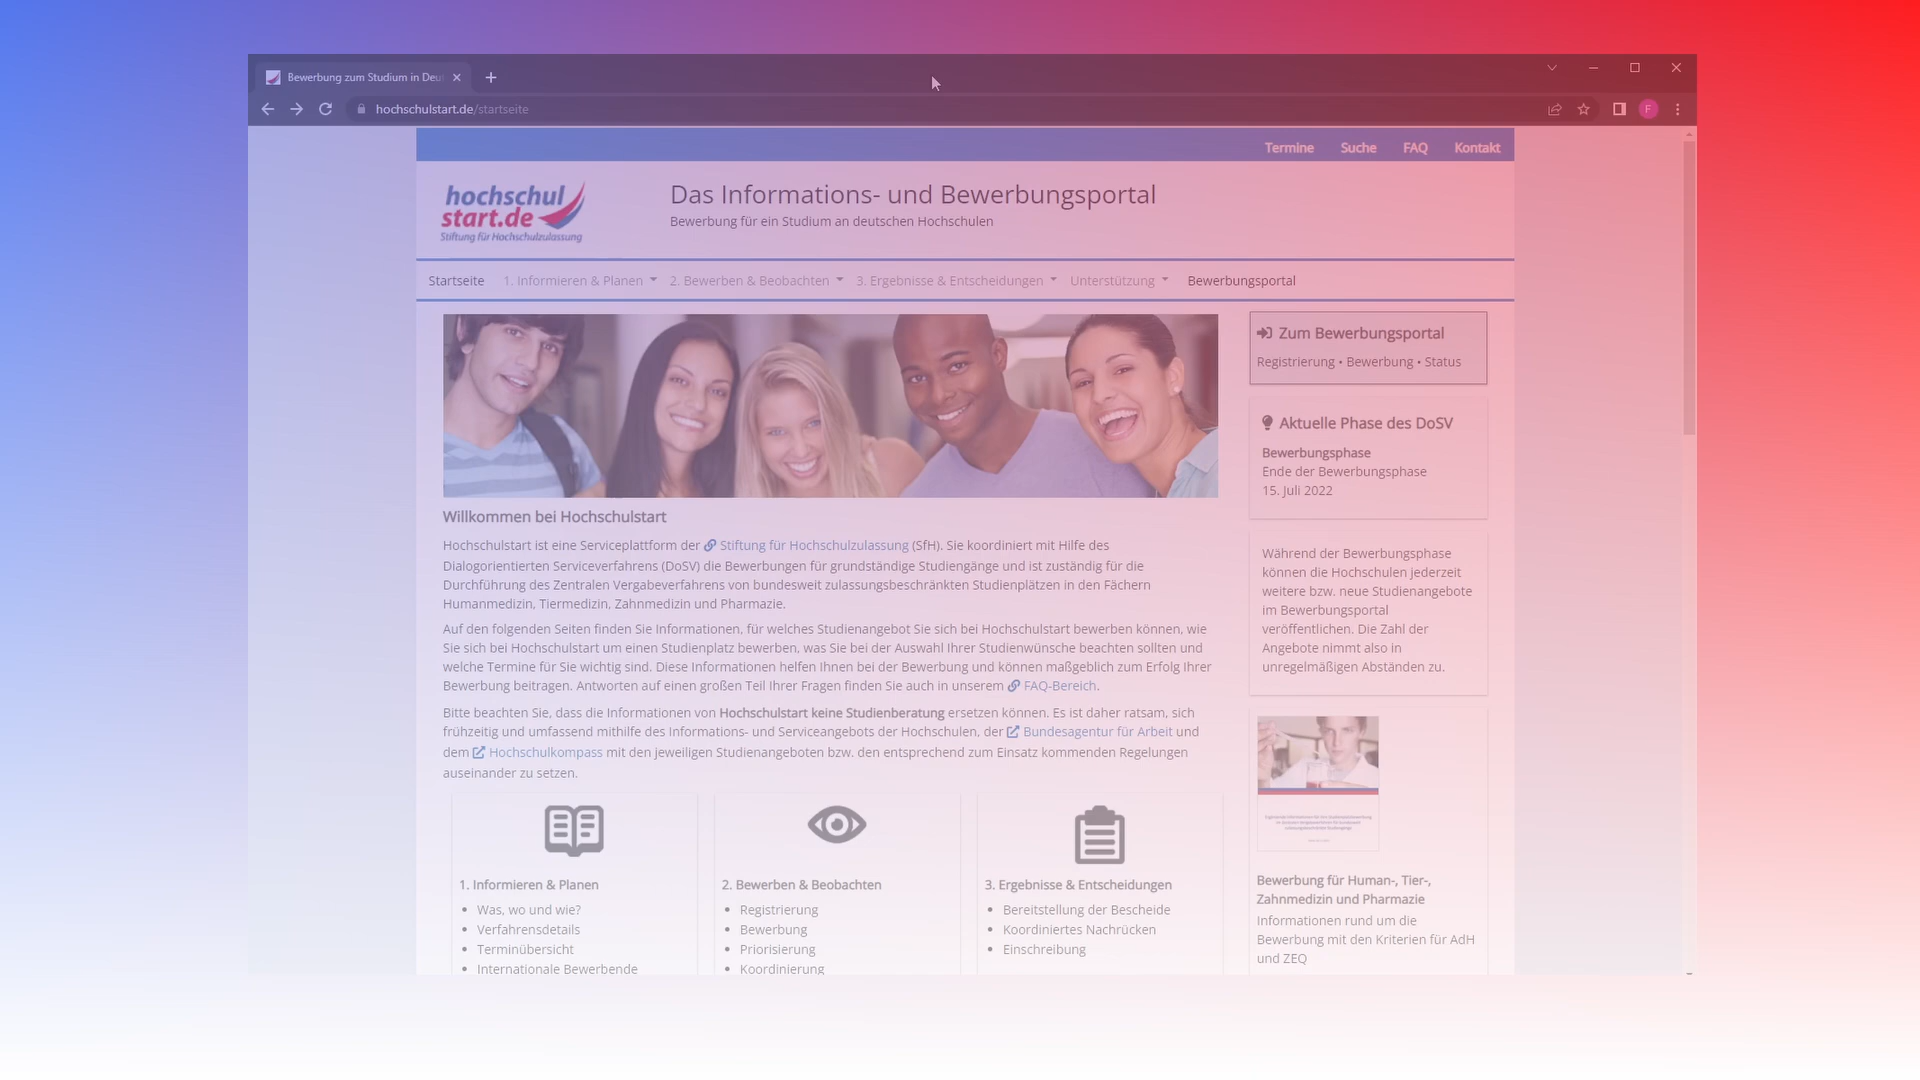 Bewerbung zum Studium in Deu
hochschulstart.de/startseite
F
Termine Suche FAQ Kontakt
hochschul
start.de
Stiftung für Hochschulzulassung
Das Informations- und Bewerbungsportal
Bewerbung für ein Studium an deutschen Hochschulen
Startseite 1. Informieren & Planen 2. Bewerben & Beobachten 3. Ergebnisse & Entscheidungen Unterstützung Bewerbungsportal
Willkommen bei Hochschulstart
Hochschulstart ist eine Serviceplattform der Stiftung für Hochschulzulassung (SfH). Sie koordiniert mit Hilfe des
Dialogorientierten Serviceverfahrens (DoSV) die Bewerbungen für grundständige Studiengänge und ist zuständig für die
Durchführung des Zentralen Vergabeverfahrens von bundesweit zulassungsbeschränkten Studienplätzen in den Fächern
Humanmedizin, Tiermedizin, Zahnmedizin und Pharmazie.
Auf den folgenden Seiten finden Sie Informationen, für welches Studienangebot Sie sich bei Hochschulstart bewerben können, wie
Sie sich bei Hochschulstart um einen Studienplatz bewerben, was Sie bei der Auswahl Ihrer Studienwünsche beachten sollten und
welche Termine für Sie wichtig sind. Diese Informationen helfen Ihnen bei der Bewerbung und können maßgeblich zum Erfolg Ihrer
Bewerbung beitragen. Antworten auf einen großen Teil Ihrer Fragen finden Sie auch in unserem FAQ-Bereich.
Bitte beachten Sie, dass die Informationen von Hochschulstart keine Studienberatung ersetzen können. Es ist daher ratsam, sich
frühzeitig und umfassend mithilfe des Informations- und Serviceangebots der Hochschulen, der Bundesagentur für Arbeit und
dem Hochschulkompass mit den jeweiligen Studienangeboten bzw. den entsprechend zum Einsatz kommenden Regelungen
auseinander zu setzen.
1. Informieren & Planen
• Was, wo und wie?
• Verfahrensdetails
• Terminübersicht
• Internationale Bewerbende
2. Bewerben & Beobachten
• Registrierung
• Bewerbung
• Priorisierung
• Koordinierung
3. Ergebnisse & Entscheidungen
• Bereitstellung der Bescheide
• Koordiniertes Nachrücken
• Einschreibung
Zum Bewerbungsportal
Registrierung • Bewerbung • Status
Aktuelle Phase des DoSV
Bewerbungsphase
Ende der Bewerbungsphase
15. Juli 2022
Während der Bewerbungsphase
können die Hochschulen jederzeit
weitere bzw. neue Studienangebote
im Bewerbungsportal
veröffentlichen. Die Zahl der
Angebote nimmt also in
unregelmäßigen Abständen zu.
Bewerbung für Human-, Tier-,
Zahnmedizin und Pharmazie
Informationen rund um die
Bewerbung mit den Kriterien für AdH
und ZEQ